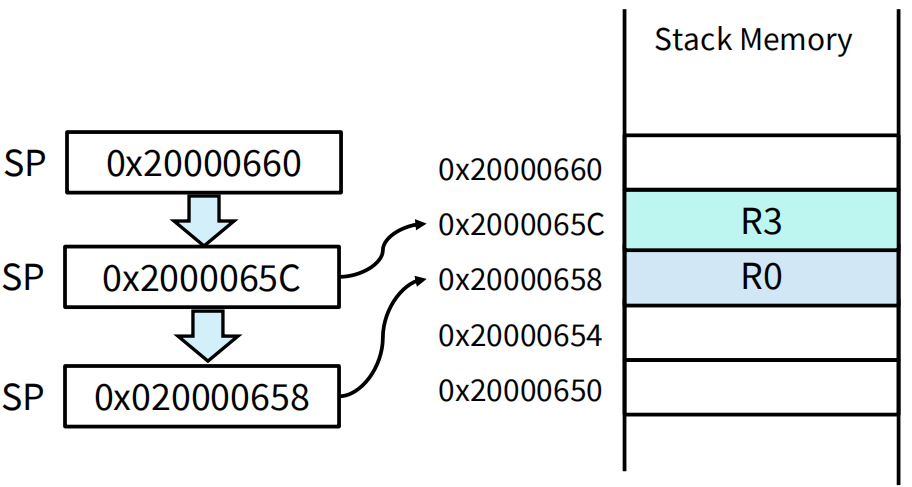 Stack Memory
SP 0x20000660
0x20000660
0x2000065C R3
SP 0x2000065C
0x20000658 R0
0x20000654
SP 0x020000658
0x20000650